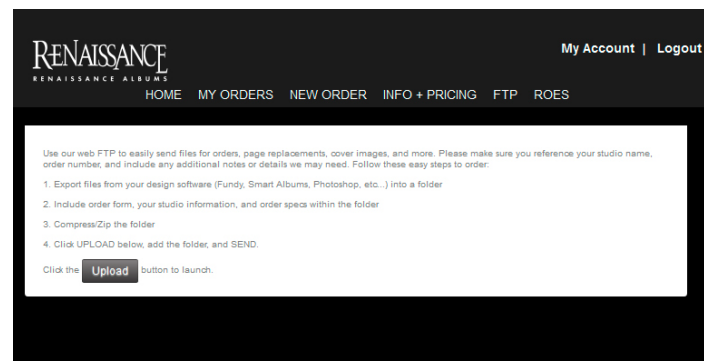 RENAISSANCE
RENAISSANCE ALBUMS
My Account | Logout
HOME MY ORDERS NEW ORDER INFO + PRICING FTP ROES
Use our web FTP to easily send files for orders, page replacements, cover images, and more. Please make sure you reference your studio name,
order number, and include any additional notes or details we may need. Follow these easy steps to order:
1. Export files from your design software (Fundy, Smart Albums, Photoshop, etc...) into a folder
2. Include order form, your studio information, and order specs within the folder
3. Compress/Zip the folder
4. Click UPLOAD below, add the folder, and SEND.
Click the Upload button to launch.